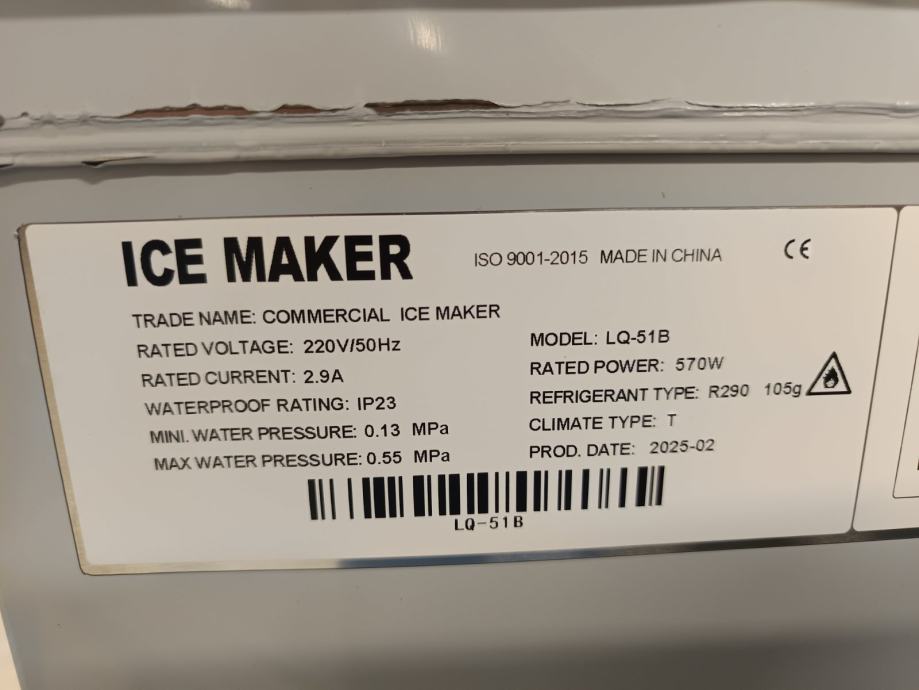 ICE MAKER
ISO 9001-2015 MADE IN CHINA
CE
TRADE NAME: COMMERCIAL ICE MAKER
RATED VOLTAGE: 220V/50Hz
RATED CURRENT: 2.9A
WATERPROOF RATING: IP23
MINI. WATER PRESSURE: 0.13 MPa
MAX WATER PRESSURE: 0.55 MPa
MODEL: LQ-51B
RATED POWER: 570W
REFRIGERANT TYPE: R290 105g
CLIMATE TYPE: T
PROD. DATE: 2025-02
LQ-51B